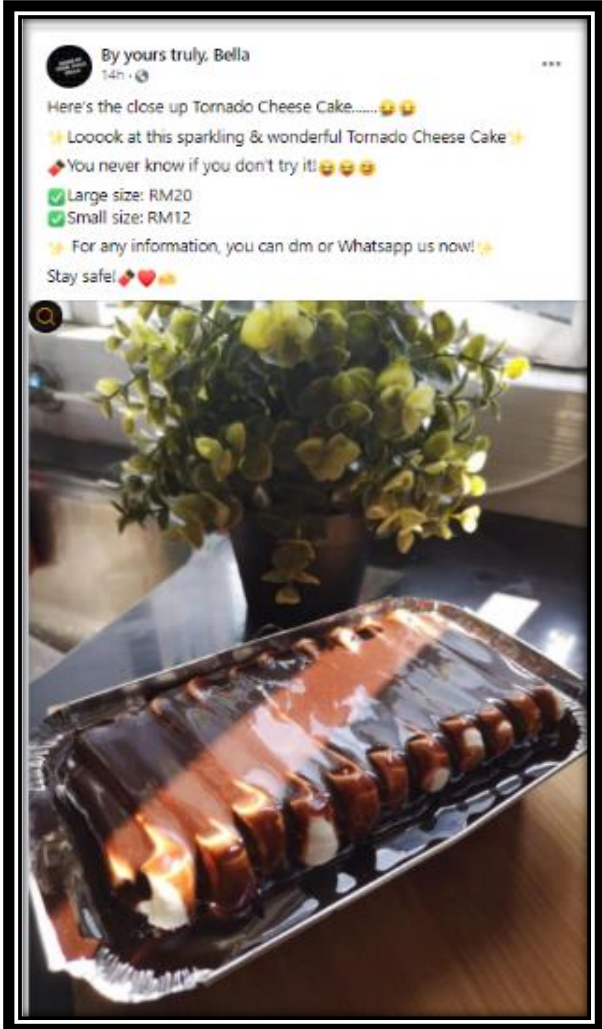 By yours truly, Bella
14h ·
Here's the close up Tornado Cheese Cake.......😝😝
✨Looook at this sparkling & wonderful Tornado Cheese Cake✨
🍫You never know if you don't try it!😝😝😆
✅Large size: RM20
✅Small size: RM12
✨ For any information, you can dm or Whatsapp us now!✨
Stay safe!🍫❤️🧀